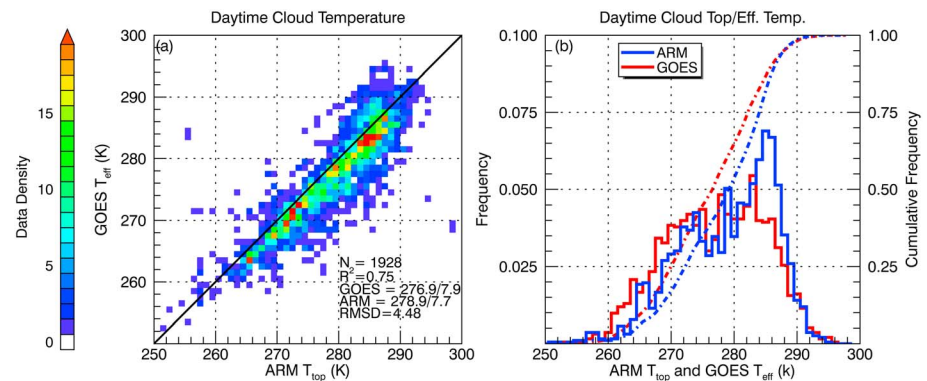 Daytime Cloud Temperature
(a)
GOES T_eff (K)
300
290
280
270
260
250 260 270 280 290 300
ARM T_top (K)
N = 1928
R²=0.75
GOES = 276.9/7.9
ARM = 278.9/7.7
RMSD=4.48
Data Density
15
10
5
0
Daytime Cloud Top/Eff. Temp.
(b)
ARM
GOES
Frequency
0.100
0.075
0.050
0.025
Cumulative Frequency
1.00
0.75
0.50
0.25
250 260 270 280 290 300
ARM T_top and GOES T_eff (k)